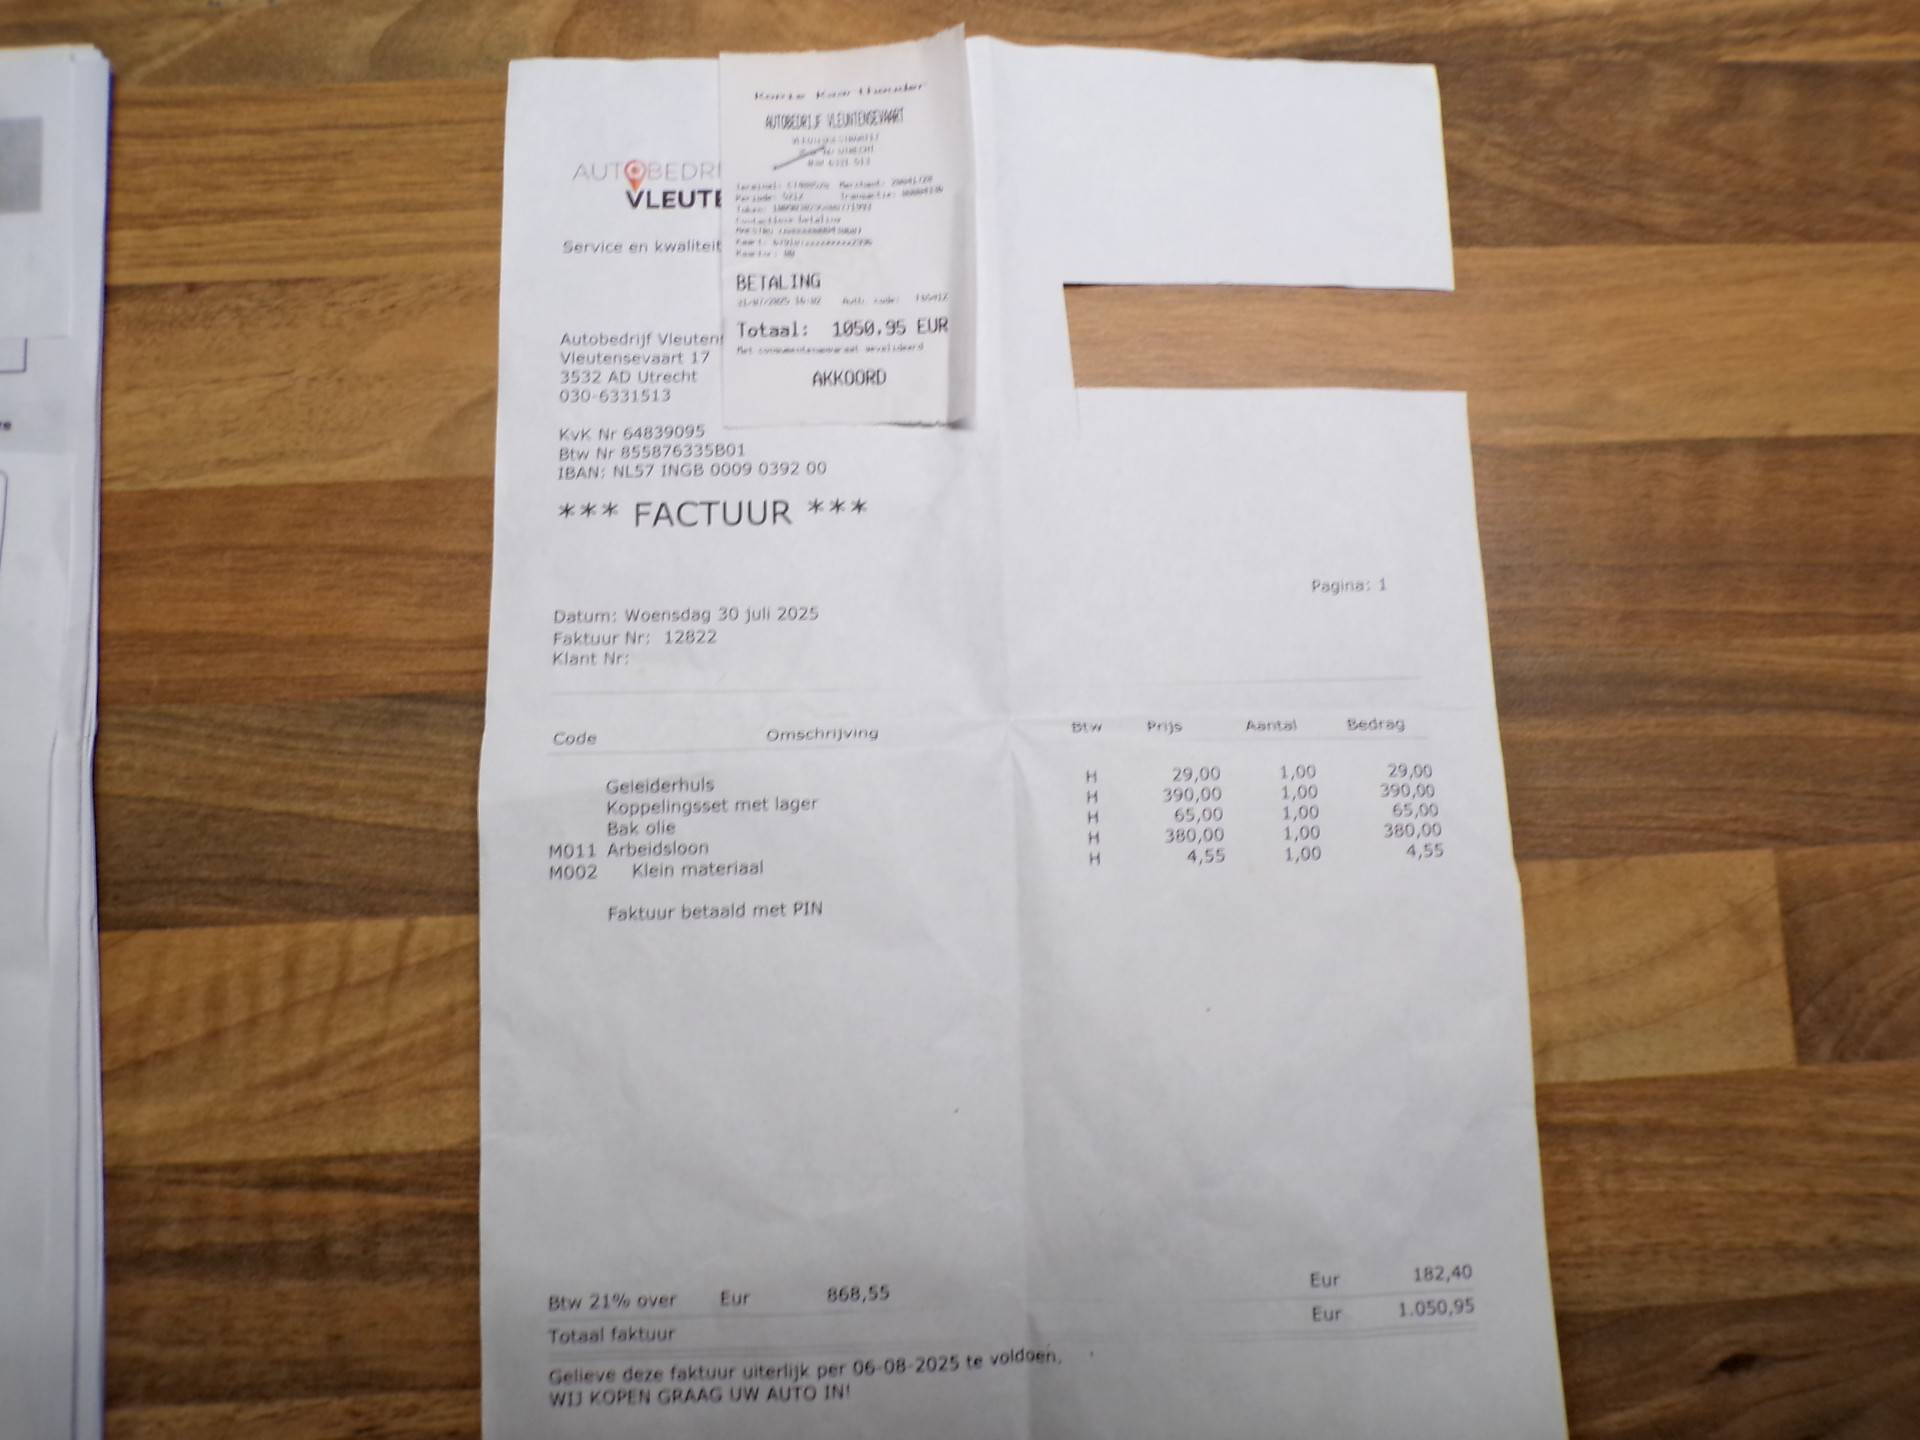 Kopie Kaarthouder
AUTOBEDRIJF VLEUTENSEVAART
UTRECHT
AUTOBEDRI
VLEUTE
Service en kwaliteit
Contactloze betaling
BETALING
Totaal: 1050.95 EUR
AKKOORD
Autobedrijf Vleuten
Vleutensevaart 17
3532 AD Utrecht
030-6331513
KvK Nr 64839095
Btw Nr 855876335B01
IBAN: NL57 INGB 0009 0392 00
*** FACTUUR ***
Pagina: 1
Datum: Woensdag 30 juli 2025
Faktuur Nr: 12822
Klant Nr:
Code Omschrijving Btw Prijs Aantal Bedrag
Geleiderhuls H 29,00 1,00 29,00
Koppelingsset met lager H 390,00 1,00 390,00
Bak olie H 65,00 1,00 65,00
M011 Arbeidsloon H 380,00 1,00 380,00
M002 Klein materiaal H 4,55 1,00 4,55
Faktuur betaald met PIN
Btw 21% over Eur 868,55 Eur 182,40
Totaal faktuur Eur 1.050,95
Gelieve deze faktuur uiterlijk per 06-08-2025 te voldoen.
WIJ KOPEN GRAAG UW AUTO IN!